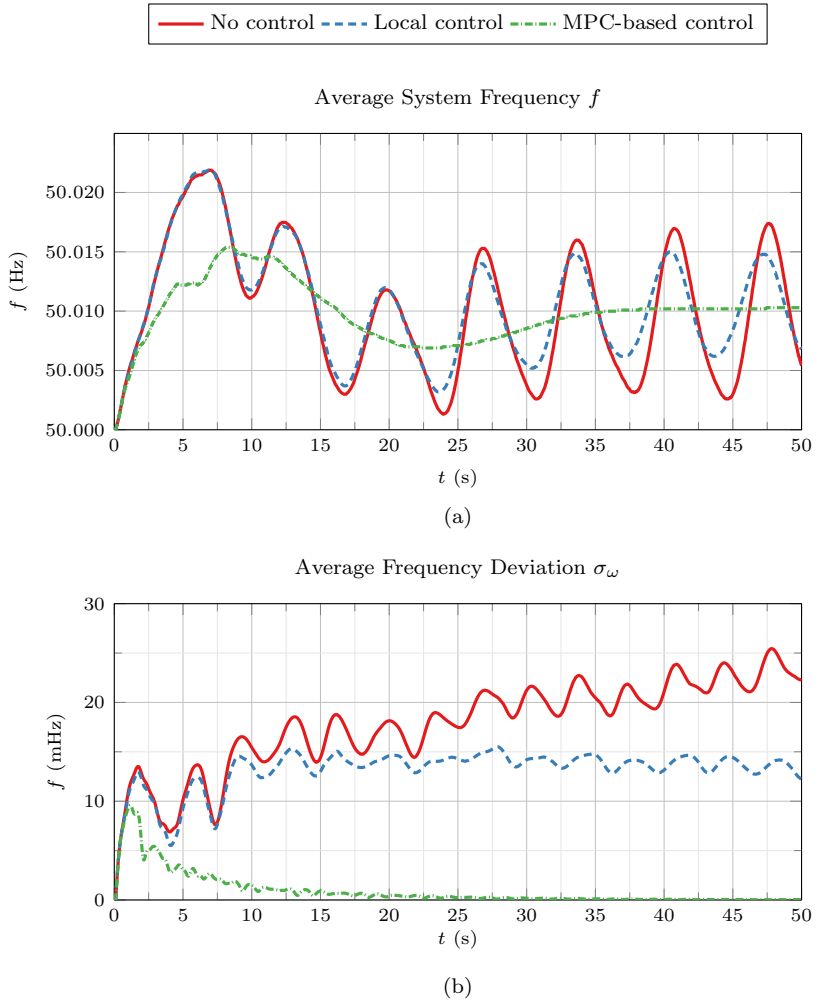 No control Local control MPC-based control
Average System Frequency f
50.020
50.015
50.010
50.005
50.000
f (Hz)
0 5 10 15 20 25 30 35 40 45 50
t (s)
(a)
Average Frequency Deviation σω
30
20
10
0
f (mHz)
0 5 10 15 20 25 30 35 40 45 50
t (s)
(b)